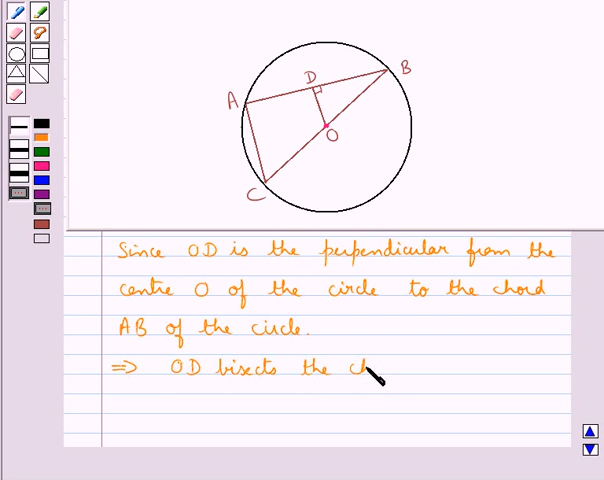 D
B
A
O
C
Since OD is the perpendicular from the
centre O of the circle to the chord
AB of the circle.
=> OD bisects the ch